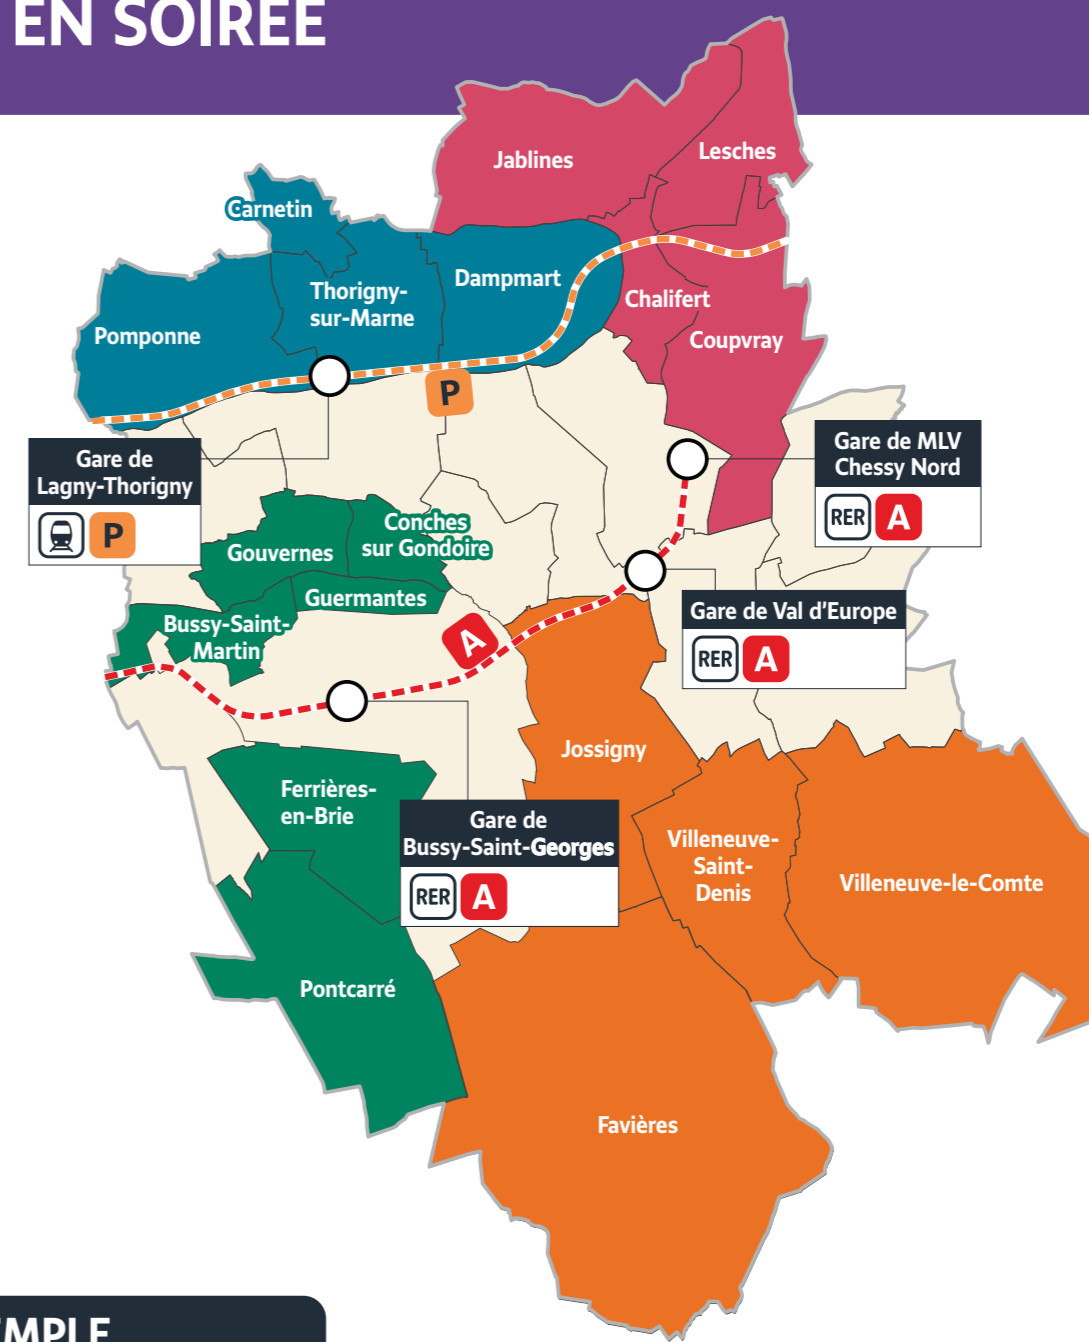 EN SOIRÉE
Lesches
Jablines
Carnetin
Dampmart
Thorigny-
sur-Marne
Chalifert
Pomponne
Coupvray
P
Gare de MLV
Chessy Nord
RER A
Gare de
Lagny-Thorigny
P
Conches
sur Gondoire
Gouvernes
Guermantes
Gare de Val d'Europe
RER A
Bussy-Saint-
Martin
A
Jossigny
Ferrières-
en-Brie
Gare de
Bussy-Saint-Georges
RER A
Villeneuve-
Saint-
Denis
Villeneuve-le-Comte
Pontcarré
Favières